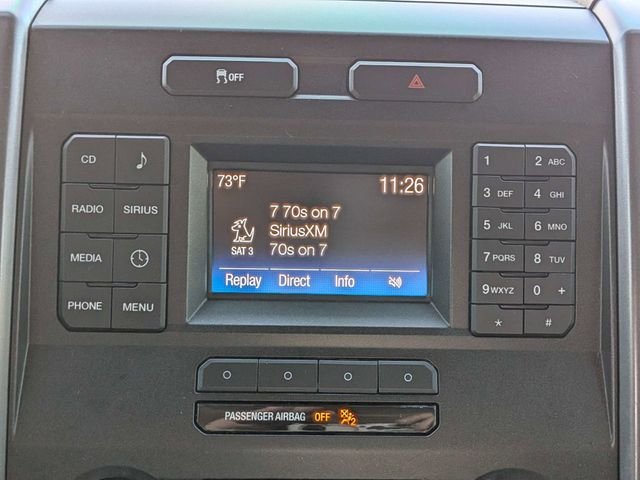 OFF
CD
RADIO SIRIUS
MEDIA
PHONE MENU
73°F 11:26
7 70s on 7
SiriusXM
SAT 3 70s on 7
Replay Direct Info
1 2 ABC
3 DEF 4 GHI
5 JKL 6 MNO
7 PQRS 8 TUV
9 WXYZ 0 +
* #
PASSENGER AIRBAG OFF 2